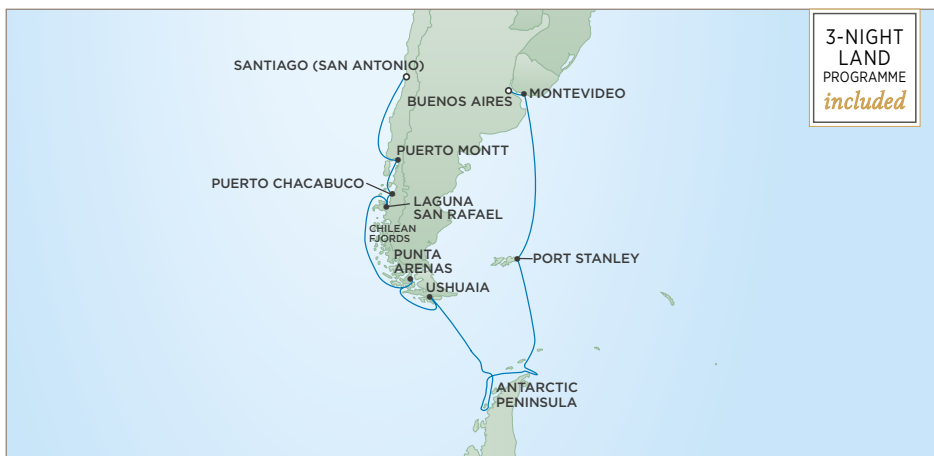 3-NIGHT
LAND
PROGRAMME
included
SANTIAGO (SAN ANTONIO)
BUENOS AIRES
MONTEVIDEO
PUERTO MONTT
PUERTO CHACABUCO
LAGUNA
SAN RAFAEL
CHILEAN
FJORDS
PUNTA
ARENAS
PORT STANLEY
USHUAIA
ANTARCTIC
PENINSULA